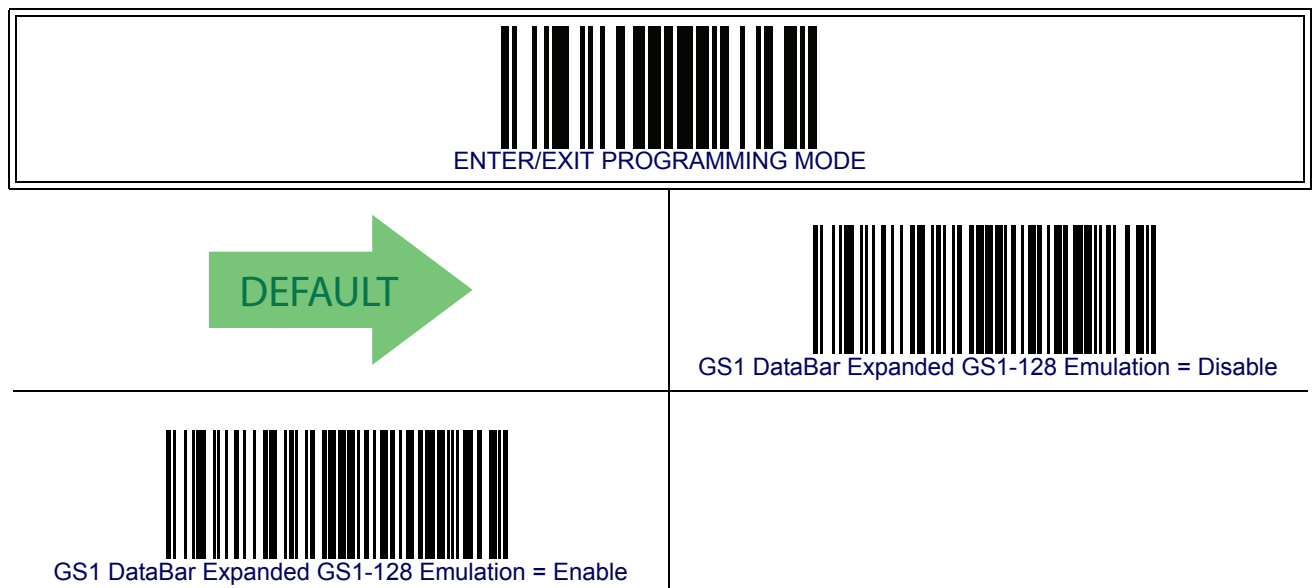 ENTER/EXIT PROGRAMMING MODE
DEFAULT
GS1 DataBar Expanded GS1-128 Emulation = Disable
GS1 DataBar Expanded GS1-128 Emulation = Enable